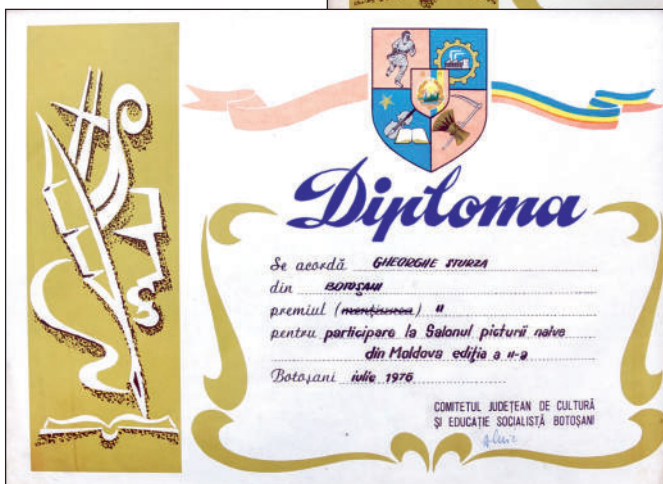 Diploma
Se acordă GHEORGHE STURZA
din BOTOȘANI
premiul (mențiunea) II
pentru participare la Salonul picturii naive
din Moldova ediția a II-a
Botoșani iulie 1976
COMITETUL JUDEȚEAN DE CULTURĂ
ȘI EDUCAȚIE SOCIALISTĂ BOTOȘANI